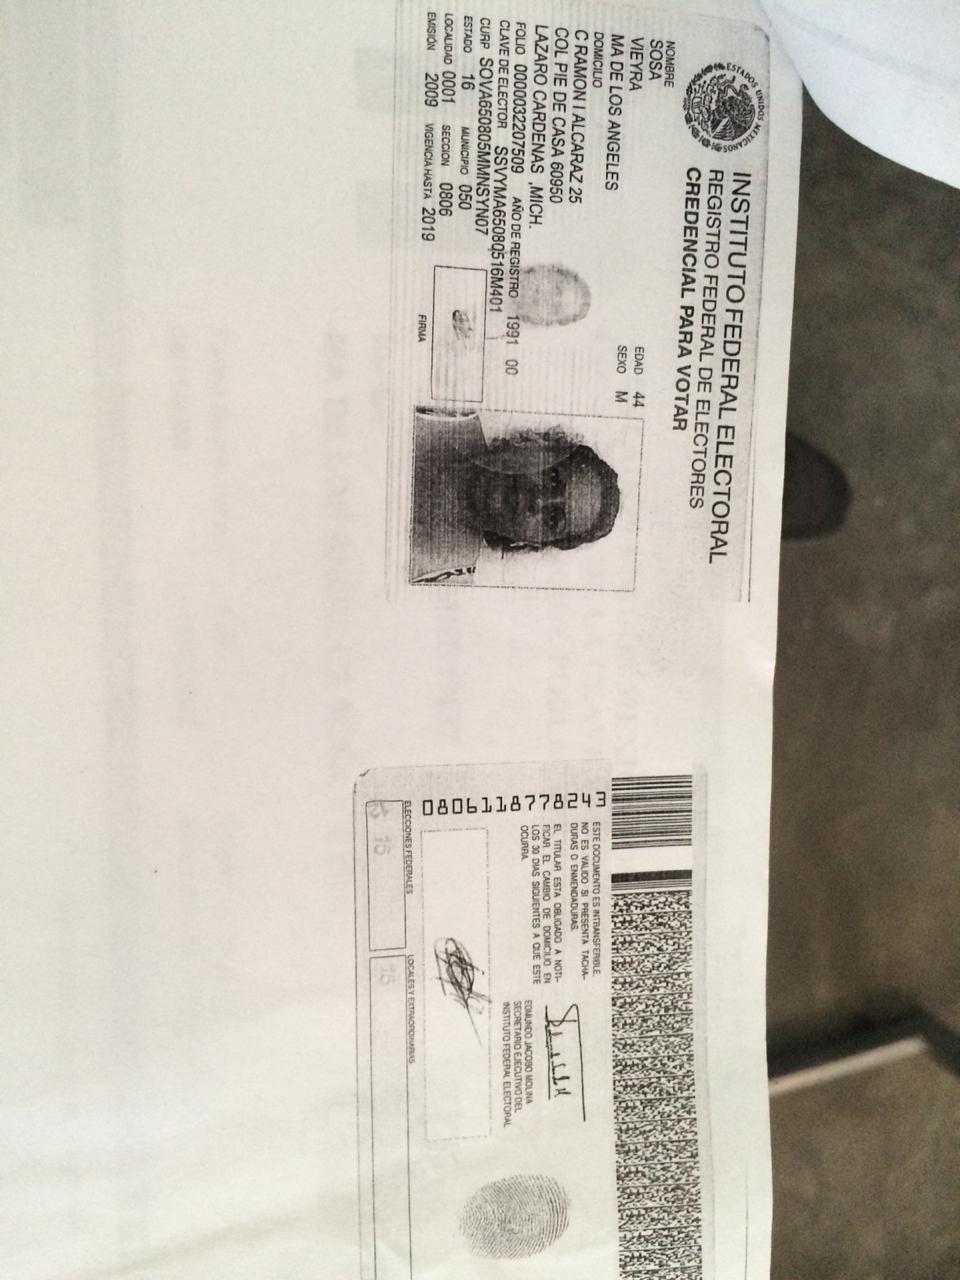 ESTADOS UNIDOS MEXICANOS
INSTITUTO FEDERAL ELECTORAL
REGISTRO FEDERAL DE ELECTORES
CREDENCIAL PARA VOTAR
NOMBRE
SOSA
VIEYRA
MA DE LOS ANGELES
EDAD 44
SEXO M
DOMICILIO
C RAMON I ALCARAZ 25
COL PIE DE CASA 60950
LAZARO CARDENAS ,MICH.
FOLIO 0000032207509 AÑO DE REGISTRO 1991 00
CLAVE DE ELECTOR SSVYMA65080516M401
CURP SOVA650805MMNSYN07
ESTADO 16 MUNICIPIO 050
LOCALIDAD 0001 SECCION 0806
EMISIÓN 2009 VIGENCIA HASTA 2019
FIRMA
0806118778243
ESTE DOCUMENTO ES INTRANSFERIBLE.
NO ES VALIDO SI PRESENTA TACHA-
DURAS O ENMENDADURAS.
EL TITULAR ESTA OBLIGADO A NOTI-
FICAR EL CAMBIO DE DOMICILIO EN
LOS 30 DIAS SIGUIENTES A QUE ESTE
OCURRA.
EDMUNDO JACOBO MOLINA
SECRETARIO EJECUTIVO DEL
INSTITUTO FEDERAL ELECTORAL
ELECCIONES FEDERALES
LOCALES Y EXTRAORDINARIAS
15
15